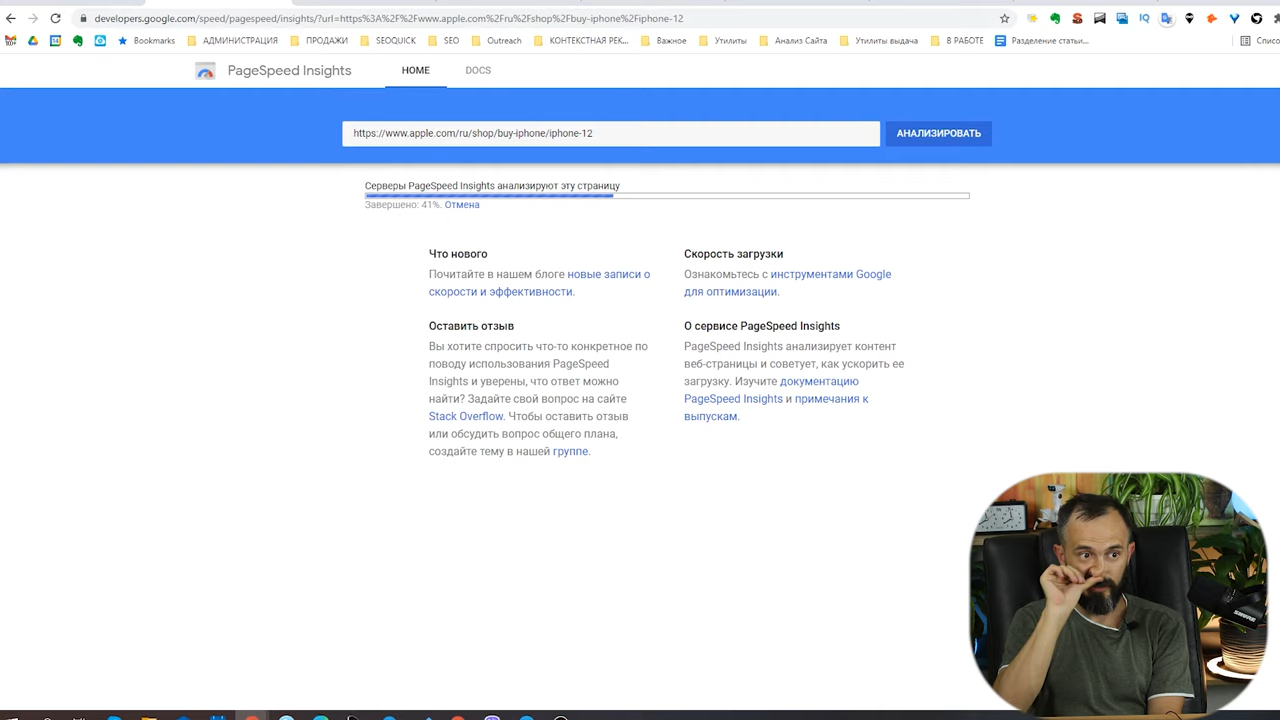 developers.google.com/speed/pagespeed/insights/?url=https%3A%2F%2Fwww.apple.com%2Fru%2Fshop%2Fbuy-iphone%2Fiphone-12
Bookmarks АДМИНИСТРАЦИЯ ПРОДАЖИ SEOQUICK SEO Outreach КОНТЕКСТНАЯ РЕК... Важное Утилиты Анализ Сайта Утилиты выдача В РАБОТЕ Разделение статьи... Списо
PageSpeed Insights HOME DOCS
https://www.apple.com/ru/shop/buy-iphone/iphone-12 АНАЛИЗИРОВАТЬ
Серверы PageSpeed Insights анализируют эту страницу
Завершено: 41%. Отмена
Что нового
Почитайте в нашем блоге новые записи о
скорости и эффективности.
Скорость загрузки
Ознакомьтесь с инструментами Google
для оптимизации.
Оставить отзыв
Вы хотите спросить что-то конкретное по
поводу использования PageSpeed
Insights и уверены, что ответ можно
найти? Задайте свой вопрос на сайте
Stack Overflow. Чтобы оставить отзыв
или обсудить вопрос общего плана,
создайте тему в нашей группе.
О сервисе PageSpeed Insights
PageSpeed Insights анализирует контент
веб-страницы и советует, как ускорить ее
загрузку. Изучите документацию
PageSpeed Insights и примечания к
выпускам.
SHURE